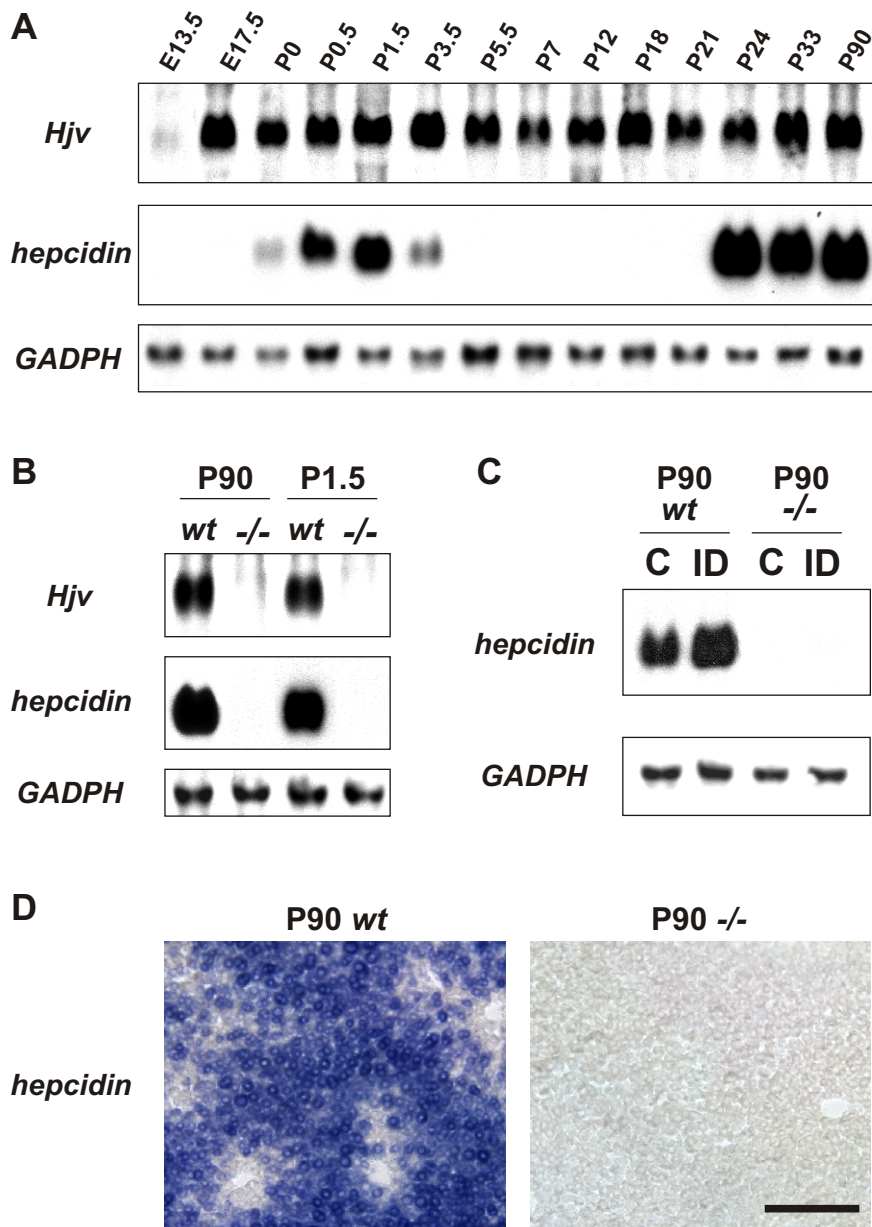 A
E13.5 E17.5 P0 P0.5 P1.5 P3.5 P5.5 P7 P12 P18 P21 P24 P33 P90
Hjv
hepcidin
GADPH
B
P90 P1.5
wt -/- wt -/-
Hjv
hepcidin
GADPH
C
P90 P90
wt -/-
C ID C ID
hepcidin
GADPH
D
P90 wt P90 -/-
hepcidin